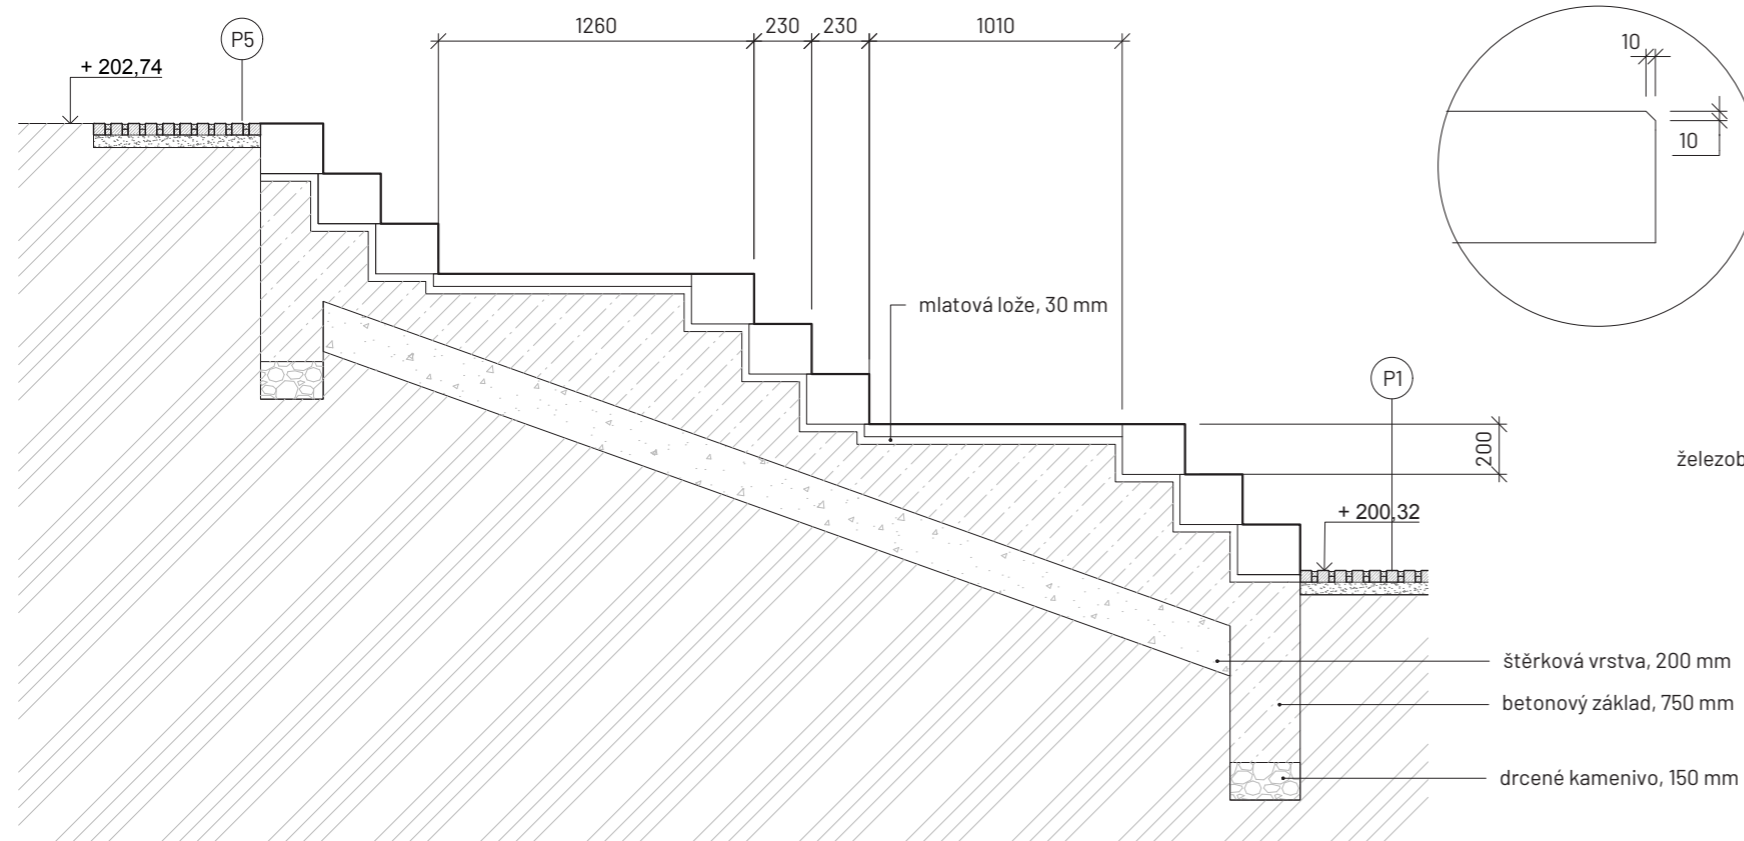 1260
230
230
1010
10
P5
+ 202,74
10
mlatová lože, 30 mm
P1
200
železob
+ 200,32
štěrková vrstva, 200 mm
betonový základ, 750 mm
drcené kamenivo, 150 mm